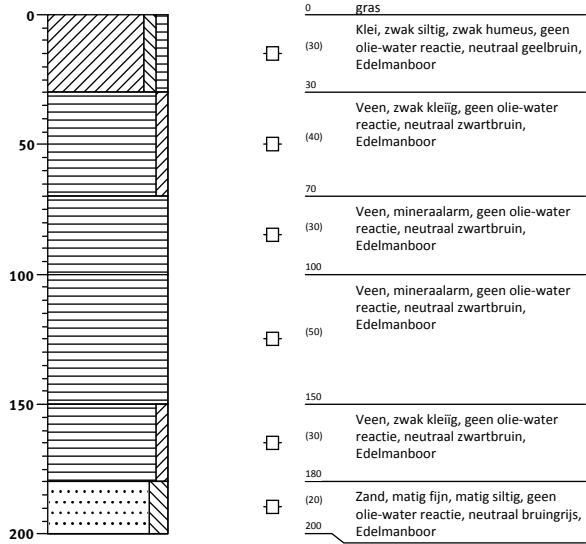 0
50
100
150
200
0
gras
(30)
Klei, zwak siltig, zwak humeus, geen
olie-water reactie, neutraal geelbruin,
Edelmanboor
30
(40)
Veen, zwak kleiïg, geen olie-water
reactie, neutraal zwartbruin,
Edelmanboor
70
(30)
Veen, mineraalarm, geen olie-water
reactie, neutraal zwartbruin,
Edelmanboor
100
(50)
Veen, mineraalarm, geen olie-water
reactie, neutraal zwartbruin,
Edelmanboor
150
(30)
Veen, zwak kleiïg, geen olie-water
reactie, neutraal zwartbruin,
Edelmanboor
180
(20)
Zand, matig fijn, matig siltig, geen
olie-water reactie, neutraal bruingrijs,
Edelmanboor
200